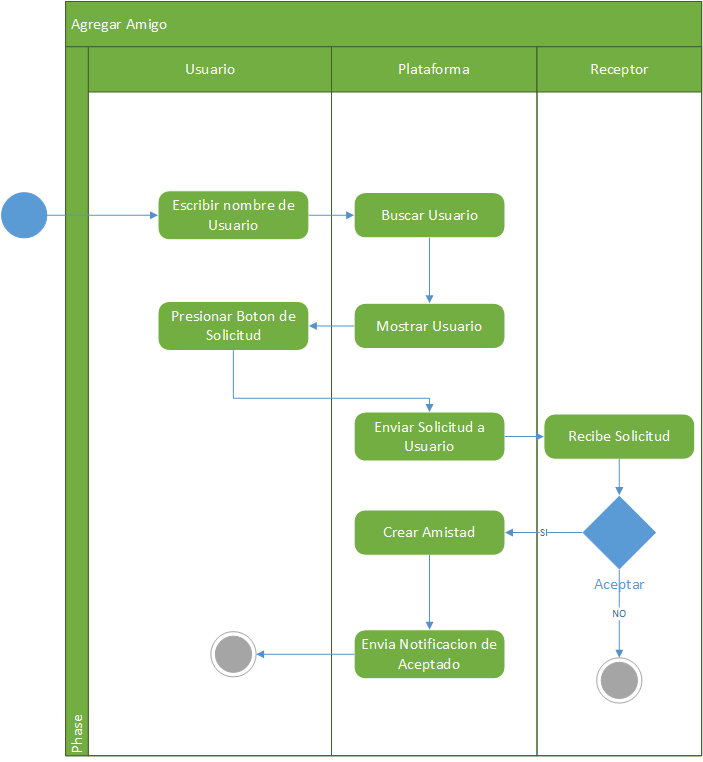 Agregar Amigo
Usuario
Plataforma
Receptor
Escribir nombre de
Usuario
Buscar Usuario
Presionar Boton de
Solicitud
Mostrar Usuario
Enviar Solicitud a
Usuario
Recibe Solicitud
Crear Amistad
SI
Aceptar
NO
Envia Notificacion de
Aceptado
Phase